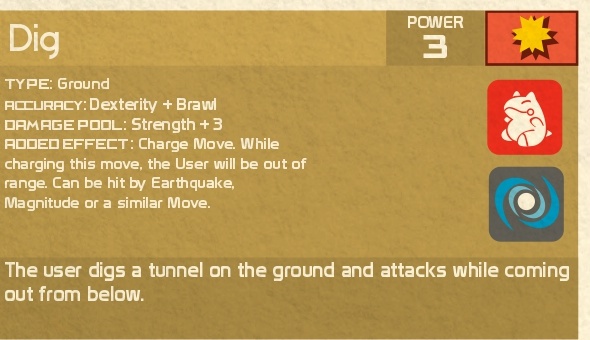 Dig
POWER
3
TYPE: Ground
ACCURACY: Dexterity + Brawl
DAMAGE POOL: Strength + 3
ADDED EFFECT: Charge Move. While
charging this move, the User will be out of
range. Can be hit by Earthquake,
Magnitude or a similar Move.
The user digs a tunnel on the ground and attacks while coming
out from below.